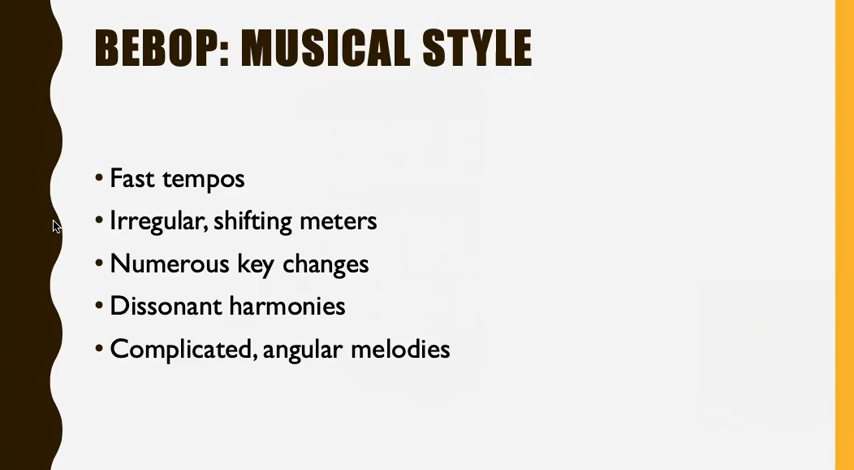 BEBOP: MUSICAL STYLE
• Fast tempos
• Irregular, shifting meters
• Numerous key changes
• Dissonant harmonies
• Complicated, angular melodies